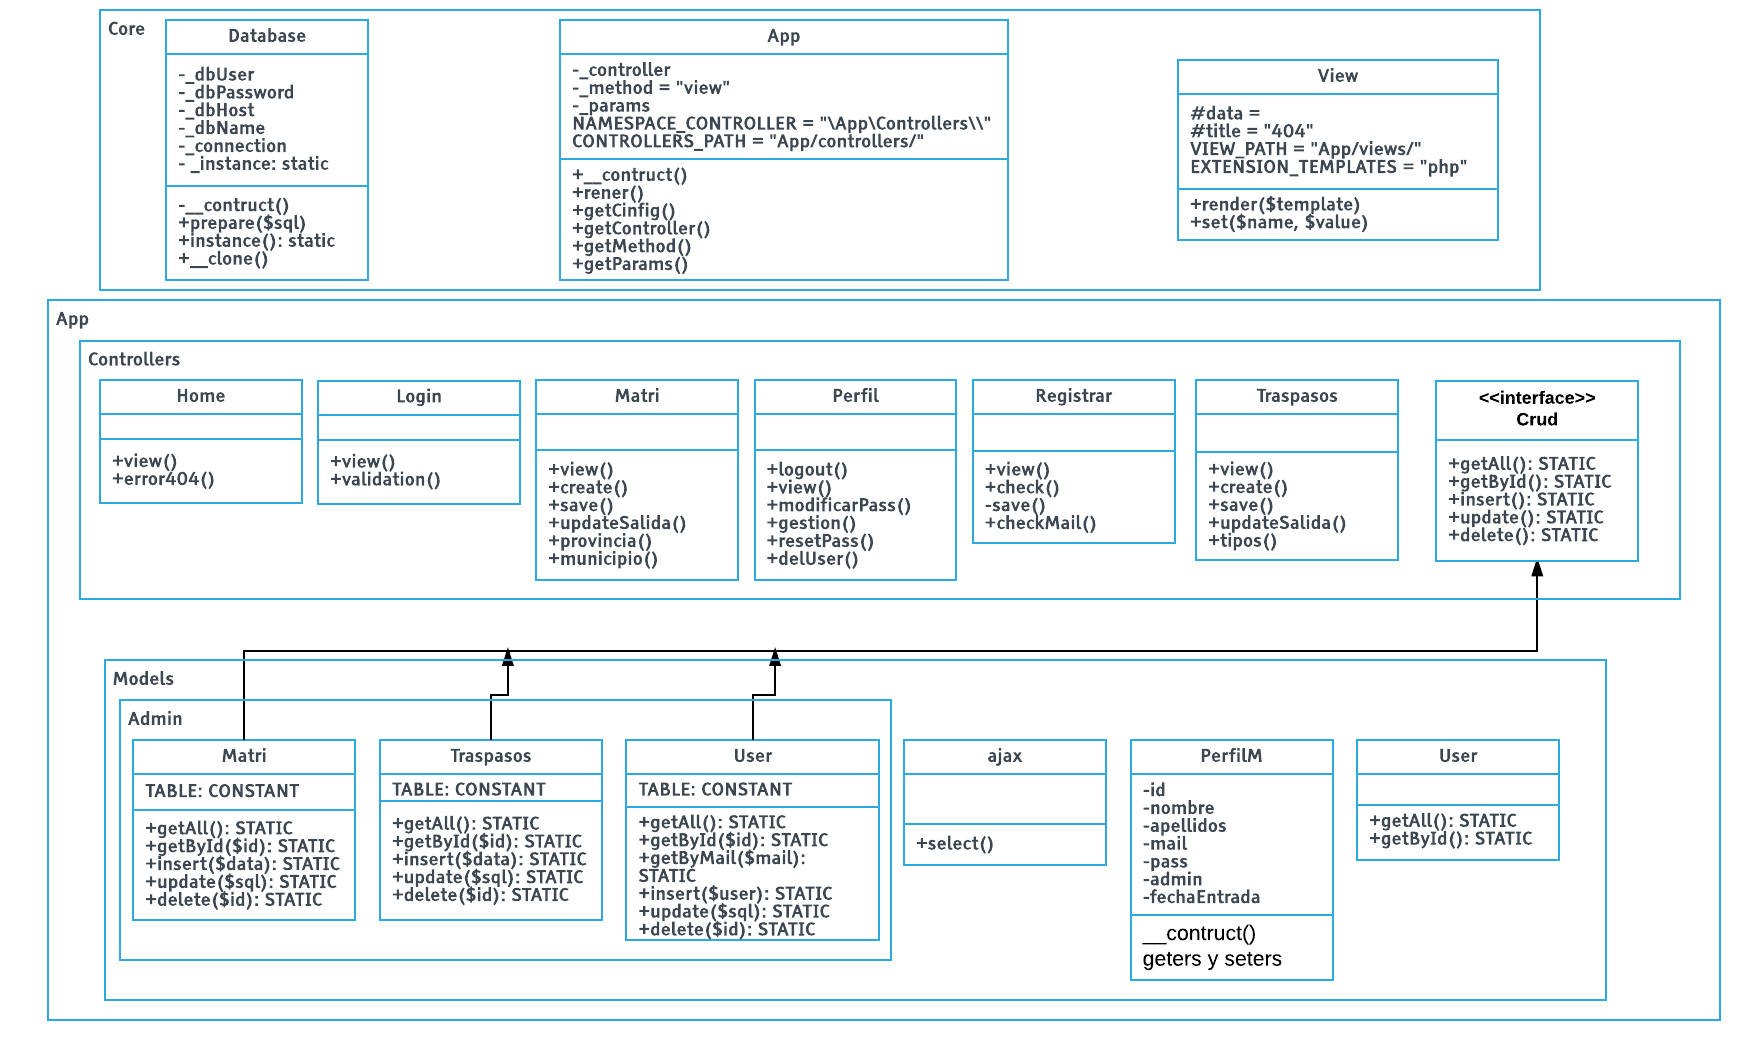 Core
Database
-_dbUser
-_dbPassword
-_dbHost
-_dbName
-_connection
- _instance: static
-__contruct()
+prepare($sql)
+instance(): static
+__clone()
App
-_controller
-_method = "view"
-_params
NAMESPACE_CONTROLLER = "\App\Controllers\\"
CONTROLLERS_PATH = "App/controllers/"
+__contruct()
+rener()
+getCinfig()
+getController()
+getMethod()
+getParams()
View
#data =
#title = "404"
VIEW_PATH = "App/views/"
EXTENSION_TEMPLATES = "php"
+render($template)
+set($name, $value)
App
Controllers
Home
+view()
+error404()
Login
+view()
+validation()
Matri
+view()
+create()
+save()
+updateSalida()
+provincia()
+municipio()
Perfil
+logout()
+view()
+modificarPass()
+gestion()
+resetPass()
+delUser()
Registrar
+view()
+check()
-save()
+checkMail()
Traspasos
+view()
+create()
+save()
+updateSalida()
+tipos()
<<interface>>
Crud
+getAll(): STATIC
+getById(): STATIC
+insert(): STATIC
+update(): STATIC
+delete(): STATIC
Models
Admin
Matri
TABLE: CONSTANT
+getAll(): STATIC
+getById($id): STATIC
+insert($data): STATIC
+update($sql): STATIC
+delete($id): STATIC
Traspasos
TABLE: CONSTANT
+getAll(): STATIC
+getById($id): STATIC
+insert($data): STATIC
+update($sql): STATIC
+delete($id): STATIC
User
TABLE: CONSTANT
+getAll(): STATIC
+getById($id): STATIC
+getByMail($mail):
STATIC
+insert($user): STATIC
+update($sql): STATIC
+delete($id): STATIC
ajax
+select()
PerfilM
-id
-nombre
-apellidos
-mail
-pass
-admin
-fechaEntrada
__contruct()
geters y seters
User
+getAll(): STATIC
+getById(): STATIC